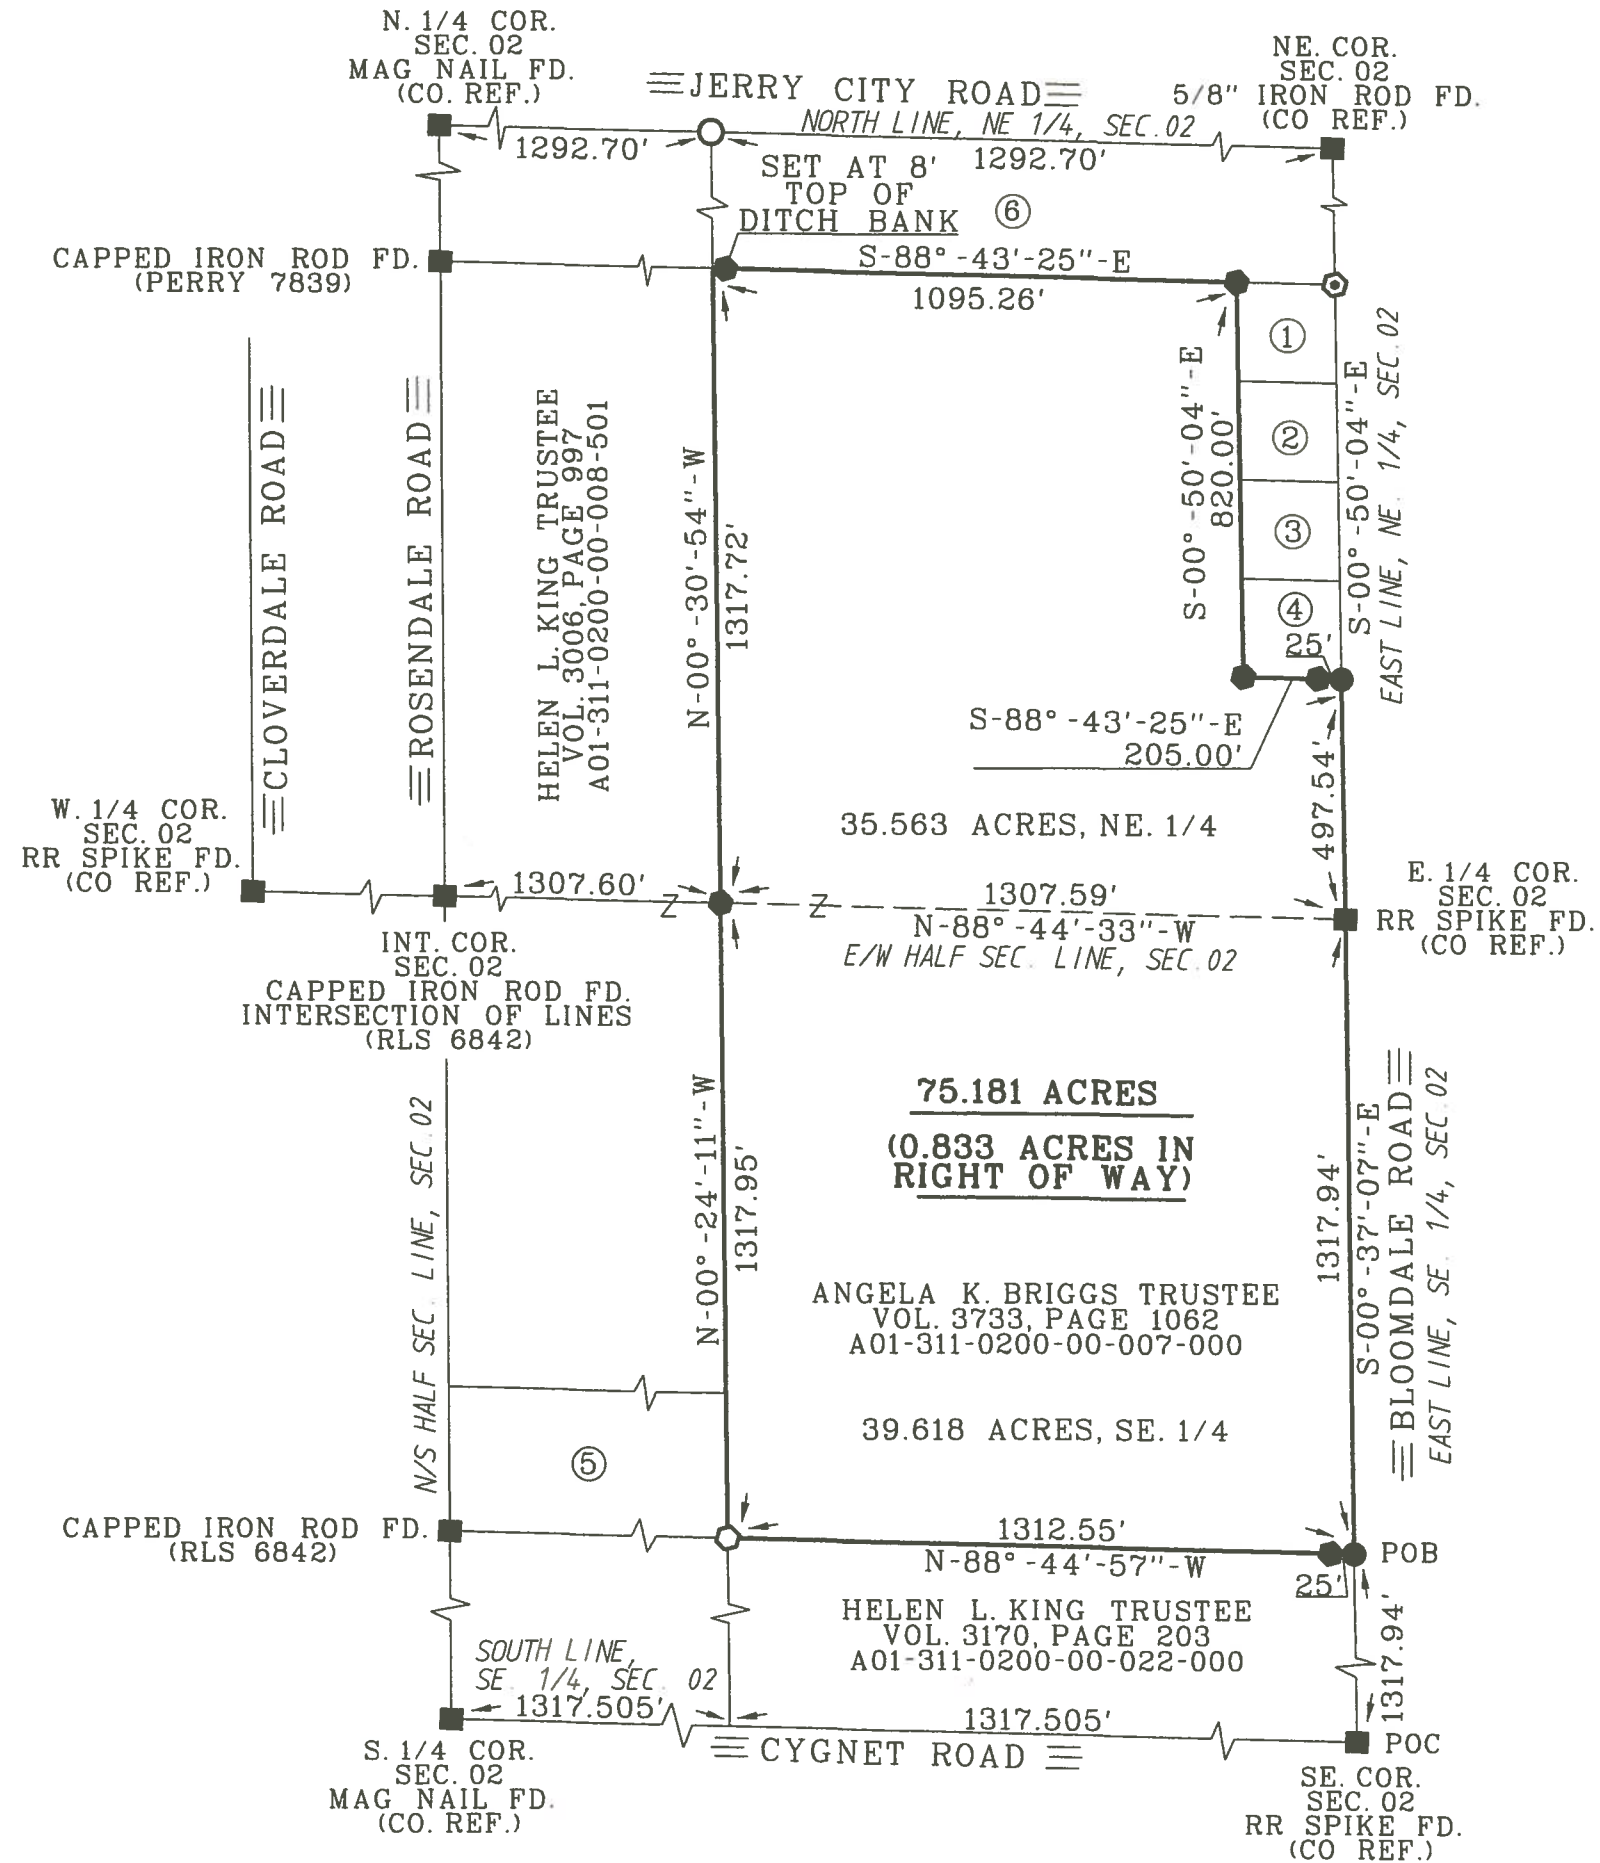 N. 1/4 COR.
SEC. 02
MAG NAIL FD.
(CO. REF.)
JERRY CITY ROAD
NORTH LINE, NE 1/4, SEC. 02
NE. COR.
SEC. 02
5/8" IRON ROD FD.
(CO REF.)
1292.70'
1292.70'
SET AT 8'
TOP OF
DITCH BANK
6
CAPPED IRON ROD FD.
(PERRY 7839)
S-88°-43'-25"-E
1095.26'
1
2
3
4
25'
S-00°-50'-04"-E
820.00'
S-00°-50'-04"-E
EAST LINE, NE. 1/4, SEC. 02
CLOVERDALE ROAD
ROSENDALE ROAD
HELEN L. KING TRUSTEE
VOL. 3006, PAGE 997
A01-311-0200-00-008-501
N-00°-30'-54"-W
1317.72'
S-88°-43'-25"-E
205.00'
497.54'
35.563 ACRES, NE. 1/4
W. 1/4 COR.
SEC. 02
RR SPIKE FD.
(CO REF.)
1307.60'
Z
Z
1307.59'
N-88°-44'-33"-W
E/W HALF SEC. LINE, SEC. 02
E. 1/4 COR.
SEC. 02
RR SPIKE FD.
(CO REF.)
INT. COR.
SEC. 02
CAPPED IRON ROD FD.
INTERSECTION OF LINES
(RLS 6842)
N/S HALF SEC. LINE, SEC. 02
N-00°-24'-11"-W
1317.95'
75.181 ACRES
(0.833 ACRES IN
RIGHT OF WAY)
1317.94'
S-00°-37'-07"-E
BLOOMDALE ROAD
EAST LINE, SE. 1/4, SEC. 02
ANGELA K. BRIGGS TRUSTEE
VOL. 3733, PAGE 1062
A01-311-0200-00-007-000
39.618 ACRES, SE. 1/4
5
CAPPED IRON ROD FD.
(RLS 6842)
1312.55'
N-88°-44'-57"-W
POB
25'
HELEN L. KING TRUSTEE
VOL. 3170, PAGE 203
A01-311-0200-00-022-000
1317.94'
SOUTH LINE,
SE. 1/4, SEC. 02
1317.505'
1317.505'
CYGNET ROAD
POC
S. 1/4 COR.
SEC. 02
MAG NAIL FD.
(CO. REF.)
SE. COR.
SEC. 02
RR SPIKE FD.
(CO REF.)